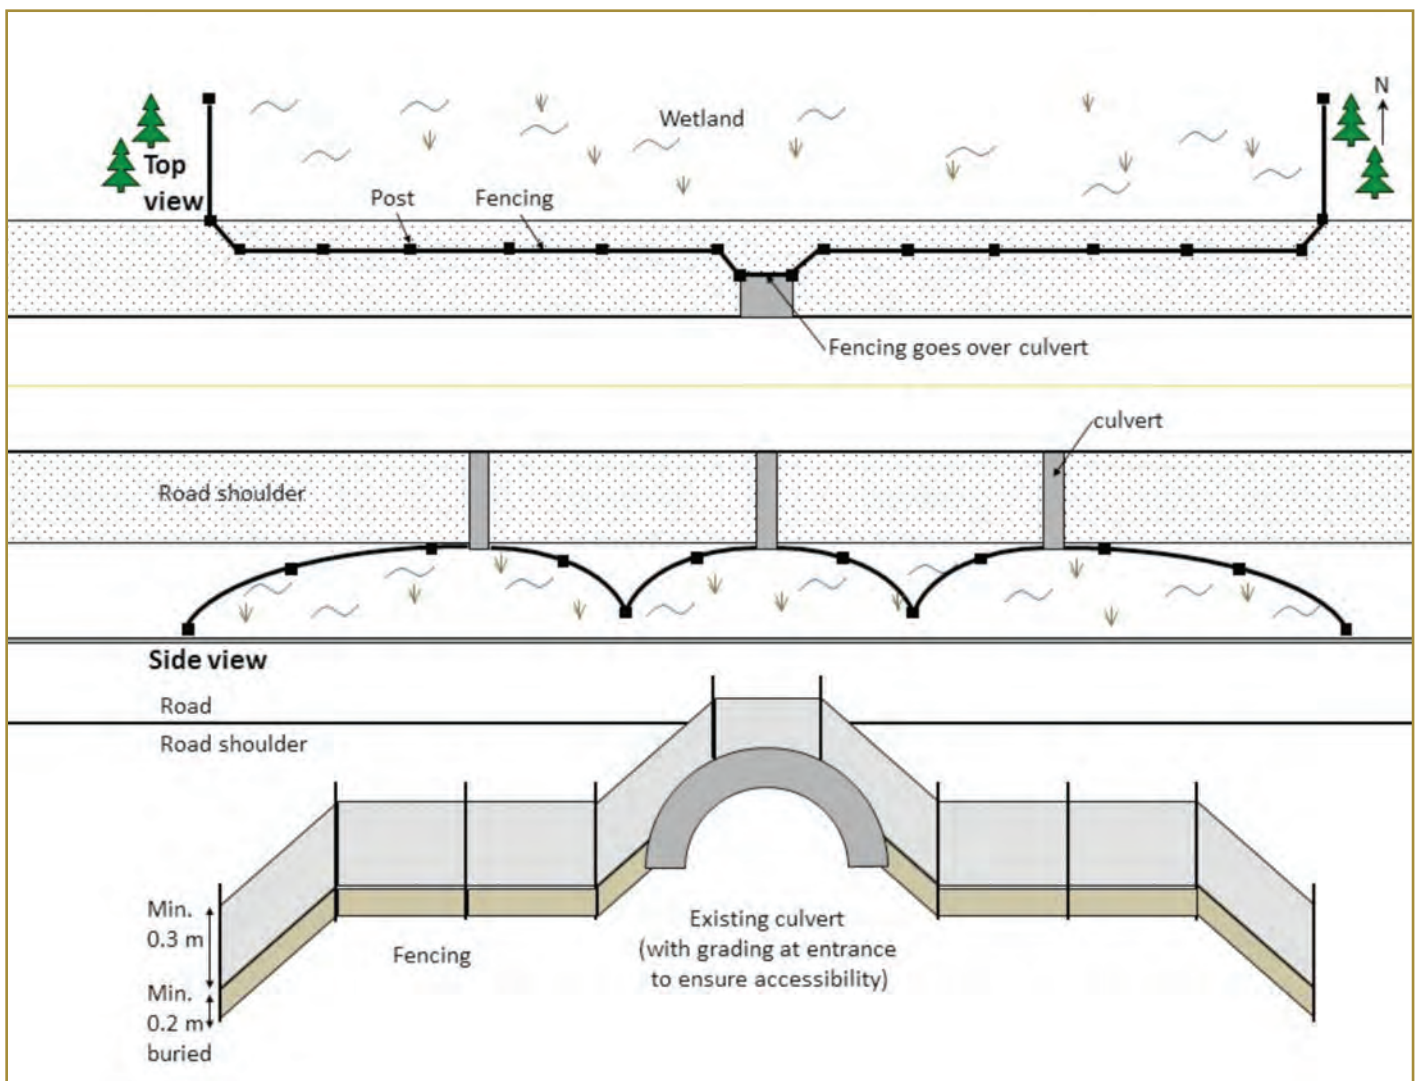 N
Wetland
Top
view
Post
Fencing
Fencing goes over culvert
culvert
Road shoulder
Side view
Road
Road shoulder
Min.
0.3 m
Min.
0.2 m
buried
Fencing
Existing culvert
(with grading at entrance
to ensure accessibility)